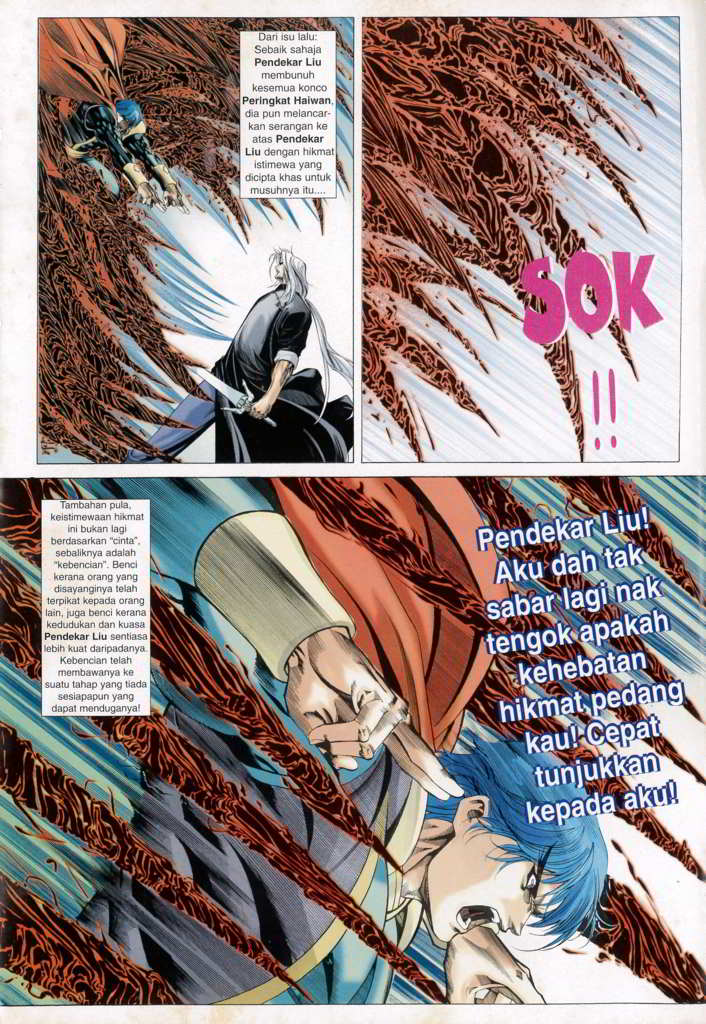 Dari isu lalu:
Sebaik sahaja
Pendekar Liu
membunuh
kesemua konco
Peringkat Haiwan,
dia pun melancar-
kan serangan ke
atas Pendekar
Liu dengan hikmat
istimewa yang
dicipta khas untuk
musuhnya itu....
SOK
!!
Tambahan pula,
keistimewaan hikmat
ini bukan lagi
berdasarkan “cinta”,
sebaliknya adalah
“kebencian”. Benci
kerana orang yang
disayanginya telah
terpikat kepada orang
lain, juga benci kerana
kedudukan dan kuasa
Pendekar Liu sentiasa
lebih kuat daripadanya.
Kebencian telah
membawanya ke
suatu tahap yang tiada
sesiapapun yang
dapat menduganya!
Pendekar Liu!
Aku dah tak
sabar lagi nak
tengok apakah
kehebatan
hikmat pedang
kau! Cepat
tunjukkan
kepada aku!